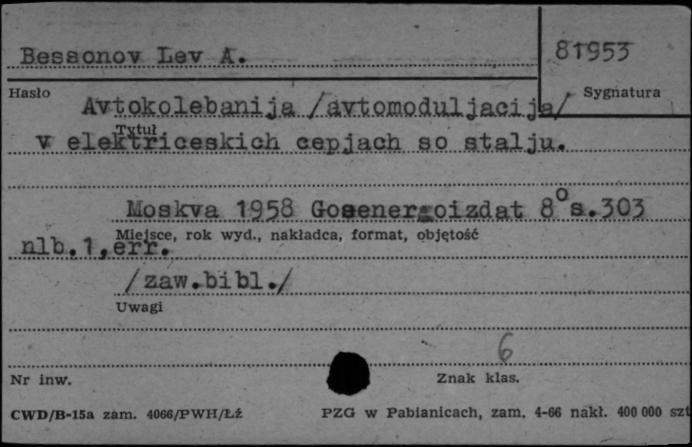 Bessonov Lev A.
81953
Hasło
Sygnatura
Avtokolebanija /avtomoduljacija/
Tytuł
v elektriceskich cepjach so stalju.
Moskva 1958 Gosenergoizdat 8° s.303
Miejsce, rok wyd., nakładca, format, objętość
nlb.1,err.
/zaw.bibl./
Uwagi
6
Nr inw.
Znak klas.
CWD/B-15a zam. 4066/PWH/Łź
PZG w Pabianicach, zam. 4-66 nakł. 400 000 szt